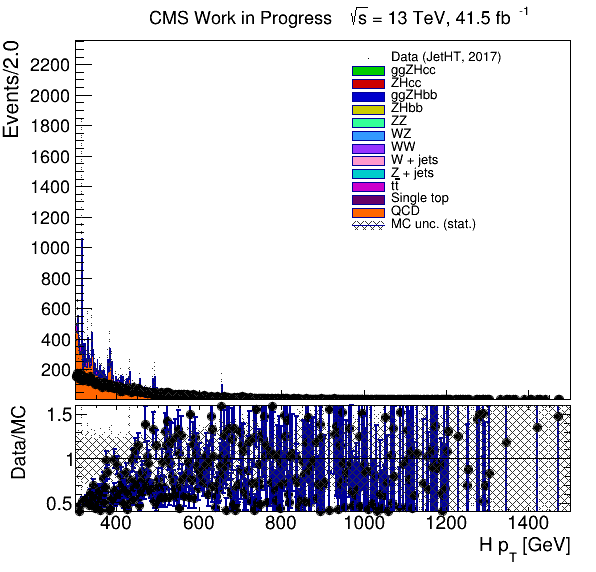 CMS Work in Progress √s = 13 TeV, 41.5 fb⁻¹
Events/2.0
2200
2000
1800
1600
1400
1200
1000
800
600
400
200
Data (JetHT, 2017)
ggZHcc
ZHcc
ggZHbb
ZHbb
ZZ
WZ
WW
W + jets
Z + jets
tt̅
Single top
QCD
MC unc. (stat.)
Data/MC
1.5
1
0.5
400 600 800 1000 1200 1400
H p_T [GeV]